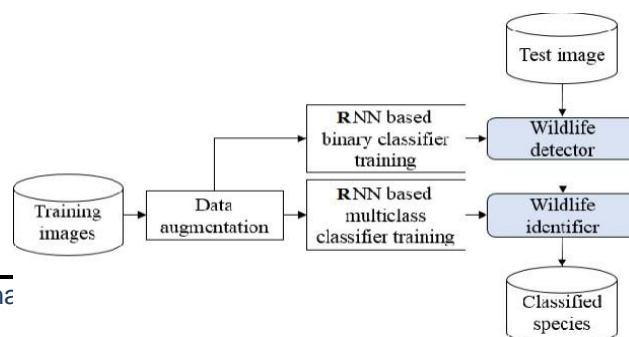 Test image
RNN based
binary classifier
training
Wildlife
detector
Training
images
Data
augmentation
RNN based
multiclass
classifier training
Wildlife
identifier
Classified
species